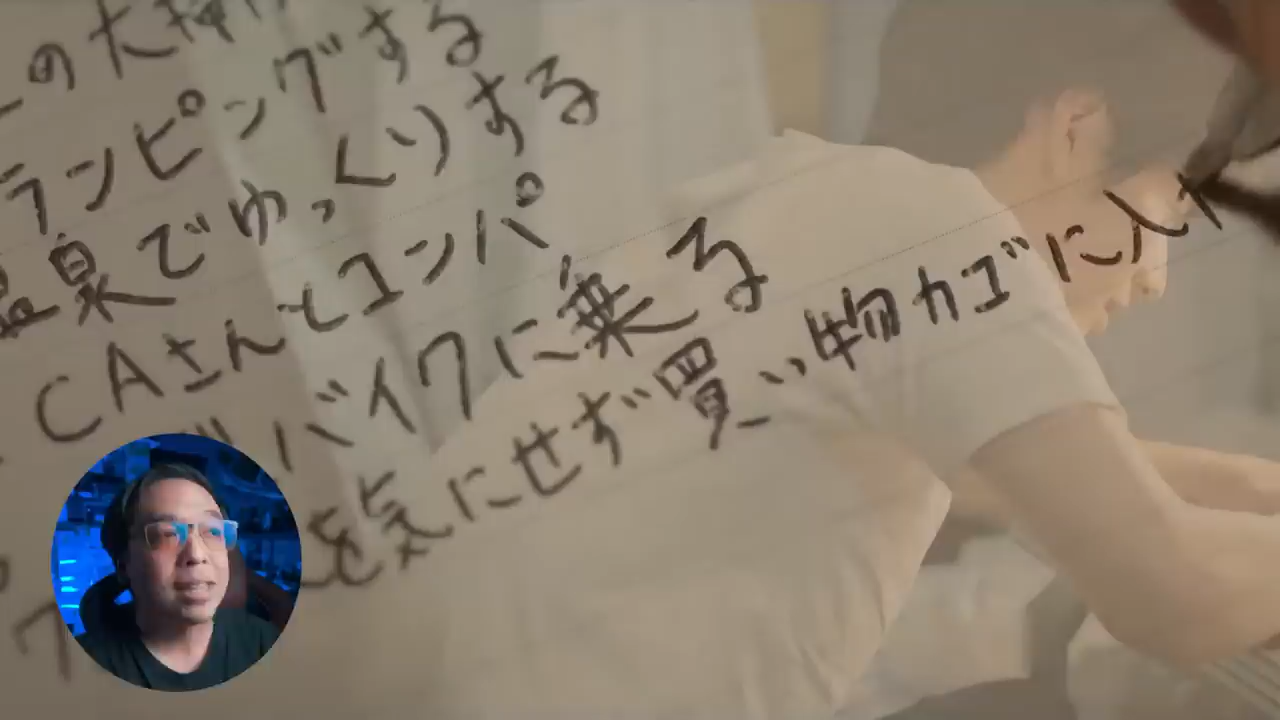 の大
ランピングする
温泉でゆっくりする
CAさんとコンパ
バイクに乗る
を気にせず買い物カゴに入